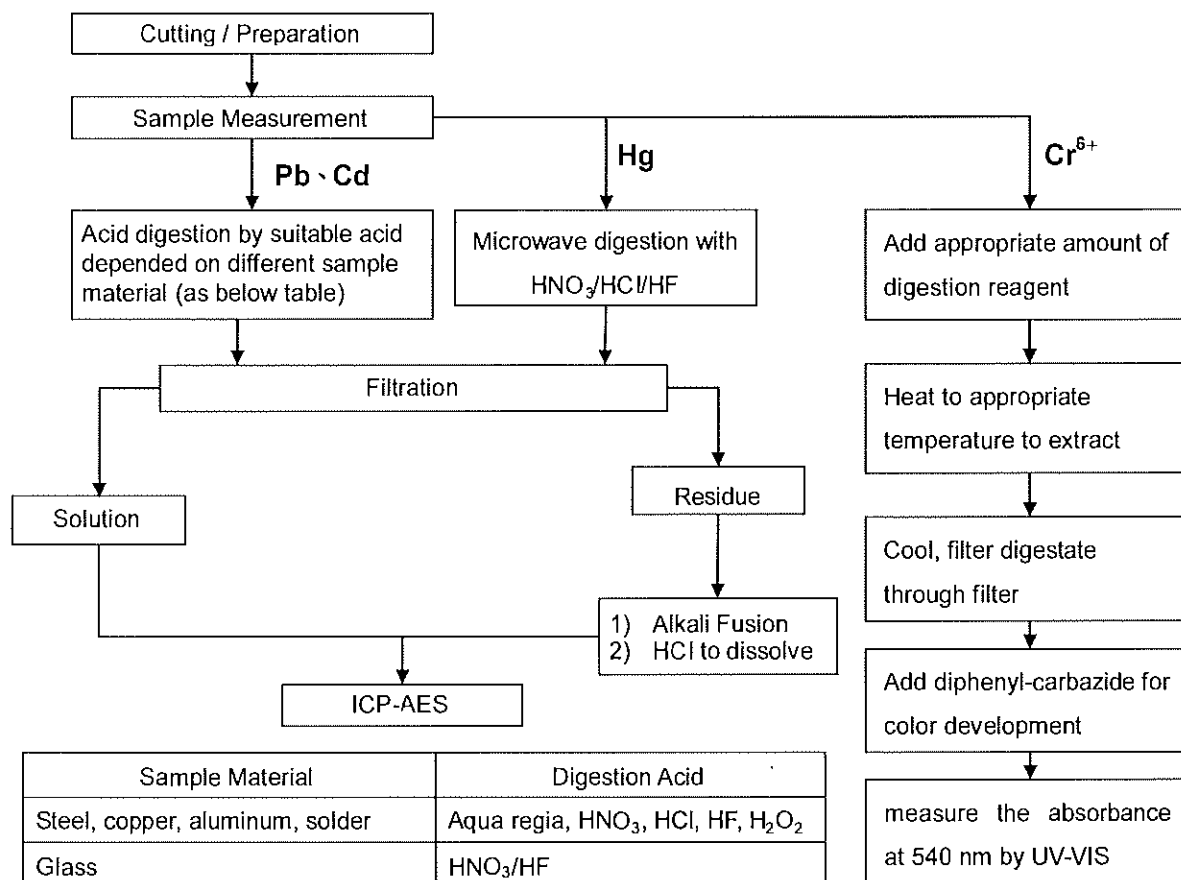 Cutting / Preparation
Sample Measurement
Pb、Cd
Hg
Cr⁶⁺
Acid digestion by suitable acid
depended on different sample
material (as below table)
Microwave digestion with
HNO₃/HCl/HF
Add appropriate amount of
digestion reagent
Filtration
Heat to appropriate
temperature to extract
Solution
Residue
Cool, filter digestate
through filter
1) Alkali Fusion
2) HCl to dissolve
ICP-AES
Add diphenyl-carbazide for
color development
measure the absorbance
at 540 nm by UV-VIS
Sample Material Digestion Acid
Steel, copper, aluminum, solder Aqua regia, HNO₃, HCl, HF, H₂O₂
Glass HNO₃/HF